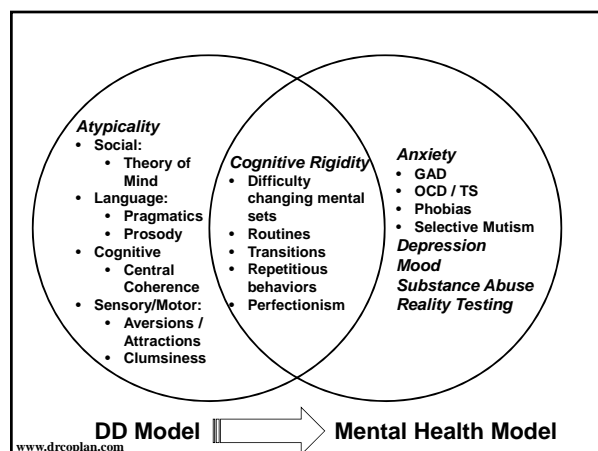 Atypicality
• Social:
• Theory of
Mind
• Language:
• Pragmatics
• Prosody
• Cognitive
• Central
Coherence
• Sensory/Motor:
• Aversions /
Attractions
• Clumsiness
Cognitive Rigidity
• Difficulty
changing mental
sets
• Routines
• Transitions
• Repetitious
behaviors
• Perfectionism
Anxiety
• GAD
• OCD / TS
• Phobias
• Selective Mutism
Depression
Mood
Substance Abuse
Reality Testing
DD Model
Mental Health Model
www.drcoplan.com